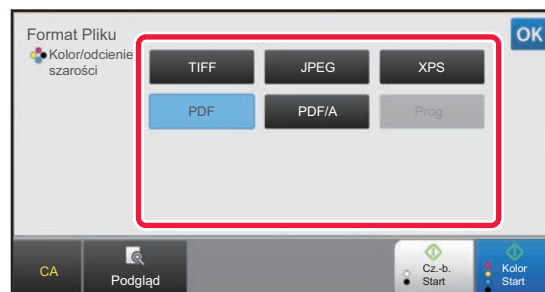 Format Pliku
OK
Kolor/odcienie
szarości
TIFF
JPEG
XPS
PDF
PDF/A
Prog.
CA
Podgląd
Cz.-b.
Start
Kolor
Start